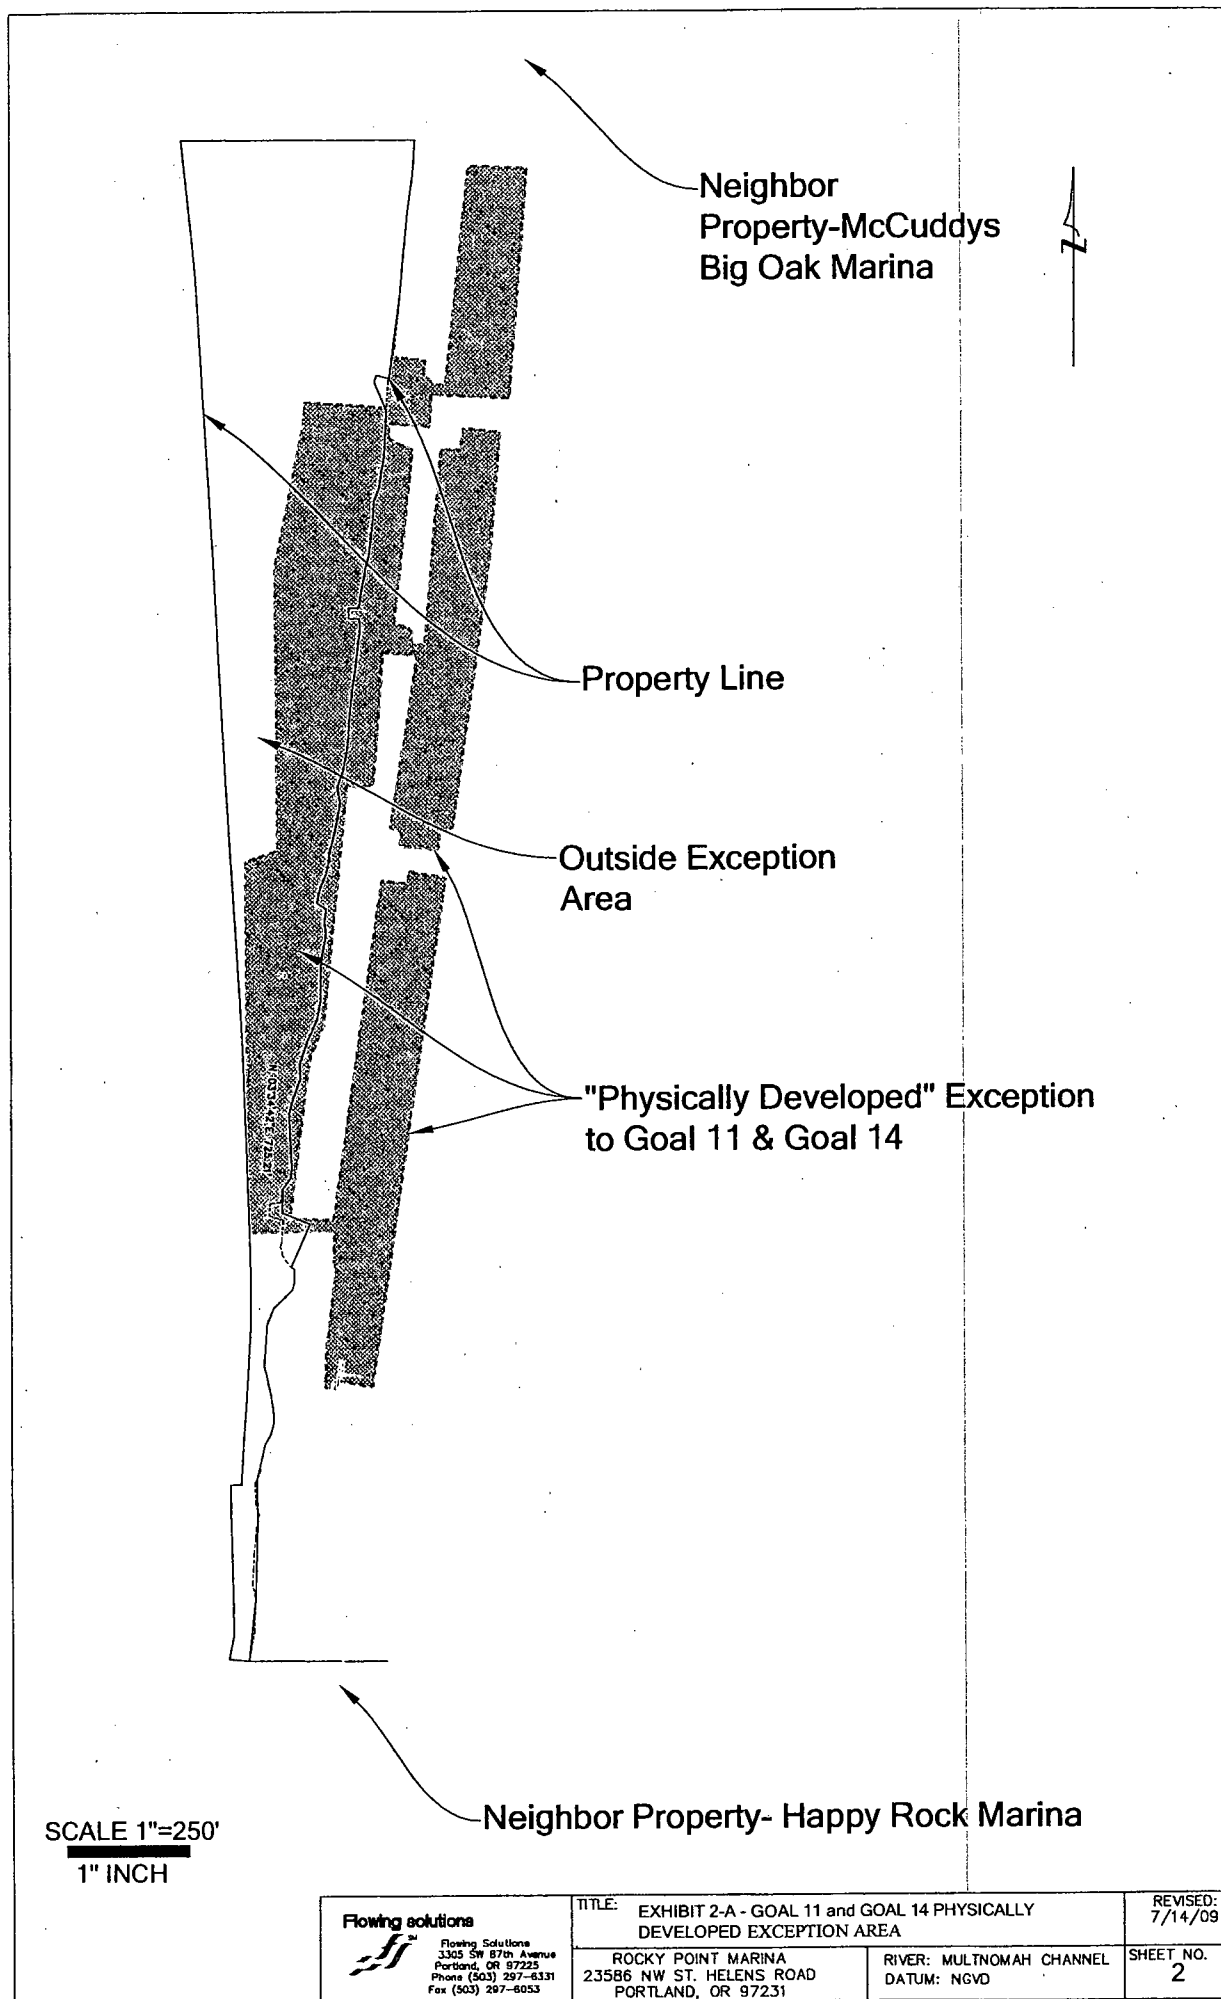 Neighbor
Property-McCuddys
Big Oak Marina
Property Line
Outside Exception
Area
"Physically Developed" Exception
to Goal 11 & Goal 14
Neighbor Property- Happy Rock Marina
SCALE 1"=250'
1" INCH
Flowing solutions
SM
Flowing Solutions
3305 SW 87th Avenue
Portland, OR 97225
Phone (503) 297-6331
Fax (503) 297-6053
TITLE: EXHIBIT 2-A - GOAL 11 and GOAL 14 PHYSICALLY
DEVELOPED EXCEPTION AREA
REVISED:
7/14/09
ROCKY POINT MARINA
23586 NW ST. HELENS ROAD
PORTLAND, OR 97231
RIVER: MULTNOMAH CHANNEL
DATUM: NGVD
SHEET NO.
2